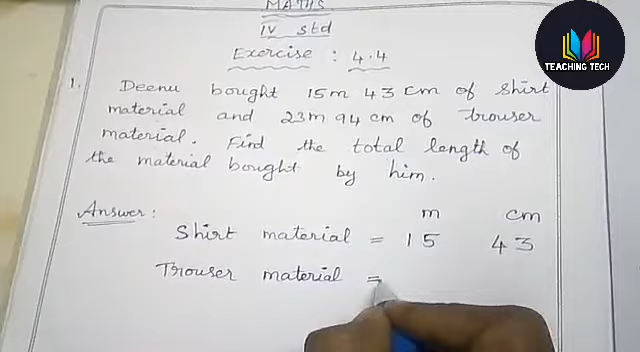 MATHS
IV std
Exercise : 4.4
1. Deenu bought 15m 43 cm of shirt
material and 23m 94 cm of trouser
material. Find the total length of
the material bought by him.
Answer :
m cm
Shirt material = 15 43
Trouser material =
TEACHING TECH